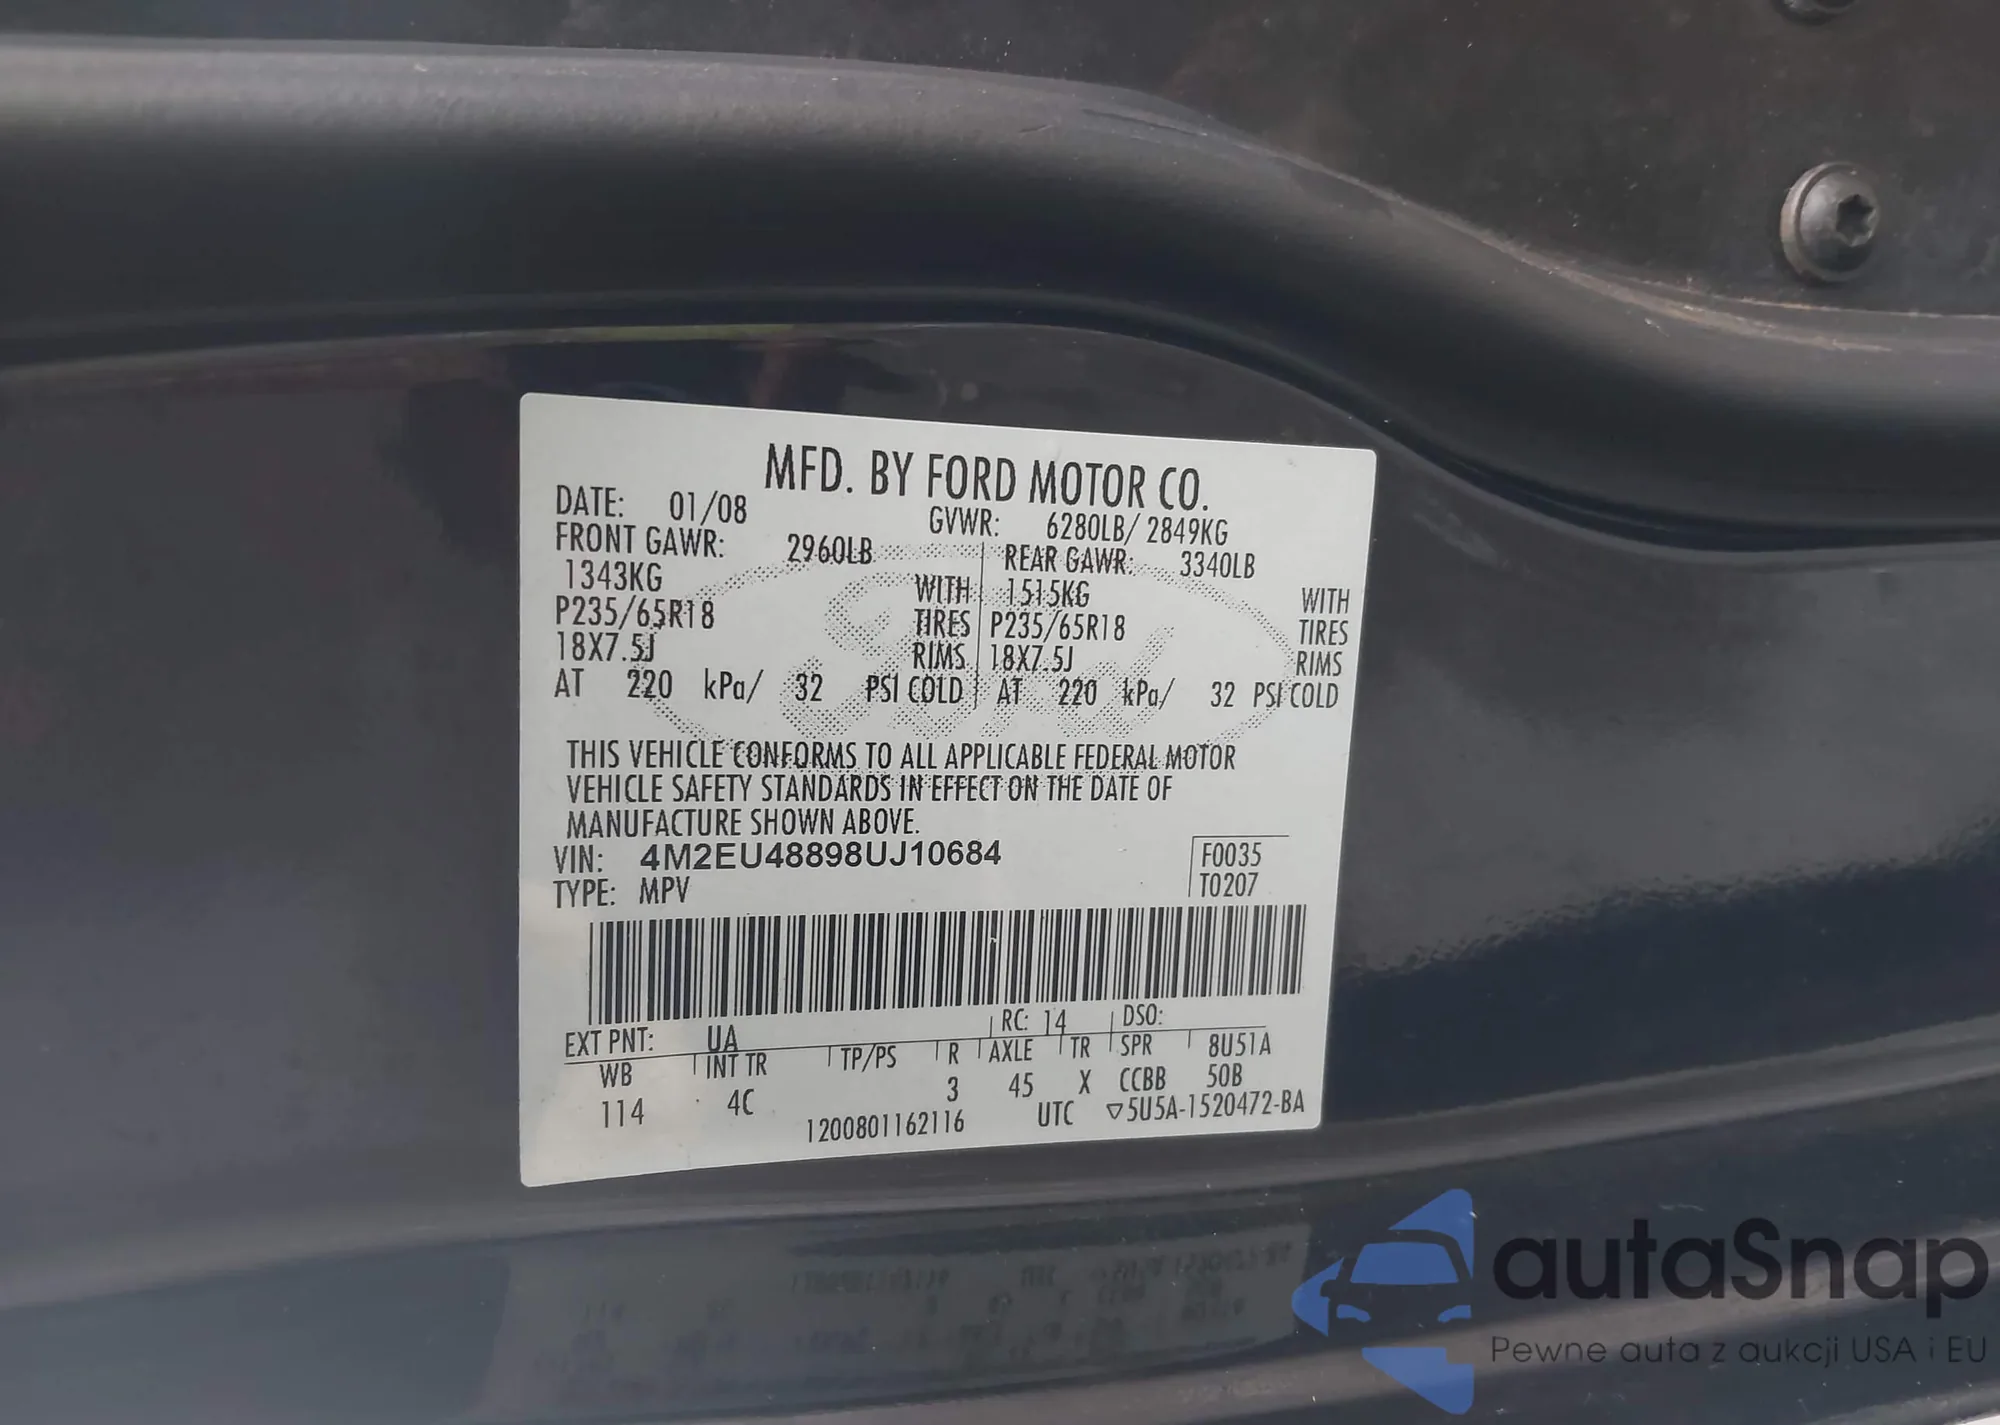 MFD. BY FORD MOTOR CO.
DATE: 01/08 GVWR: 6280LB/ 2849KG
FRONT GAWR: 2960LB REAR GAWR: 3340LB
1343KG WITH 1515KG WITH
P235/65R18 TIRES P235/65R18 TIRES
18X7.5J RIMS 18X7.5J RIMS
AT 220 kPa/ 32 PSI COLD AT 220 kPa/ 32 PSI COLD
THIS VEHICLE CONFORMS TO ALL APPLICABLE FEDERAL MOTOR
VEHICLE SAFETY STANDARDS IN EFFECT ON THE DATE OF
MANUFACTURE SHOWN ABOVE.
VIN: 4M2EU48898UJ10684 F0035
TYPE: MPV T0207
EXT PNT: UA RC: 14 DSO:
WB INT TR TP/PS R AXLE TR SPR 8U51A
114 4C 3 45 X CCBB 50B
1200801162116 UTC ▽5U5A-1520472-BA
autaSnap
Pewne auta z aukcji USA i EU